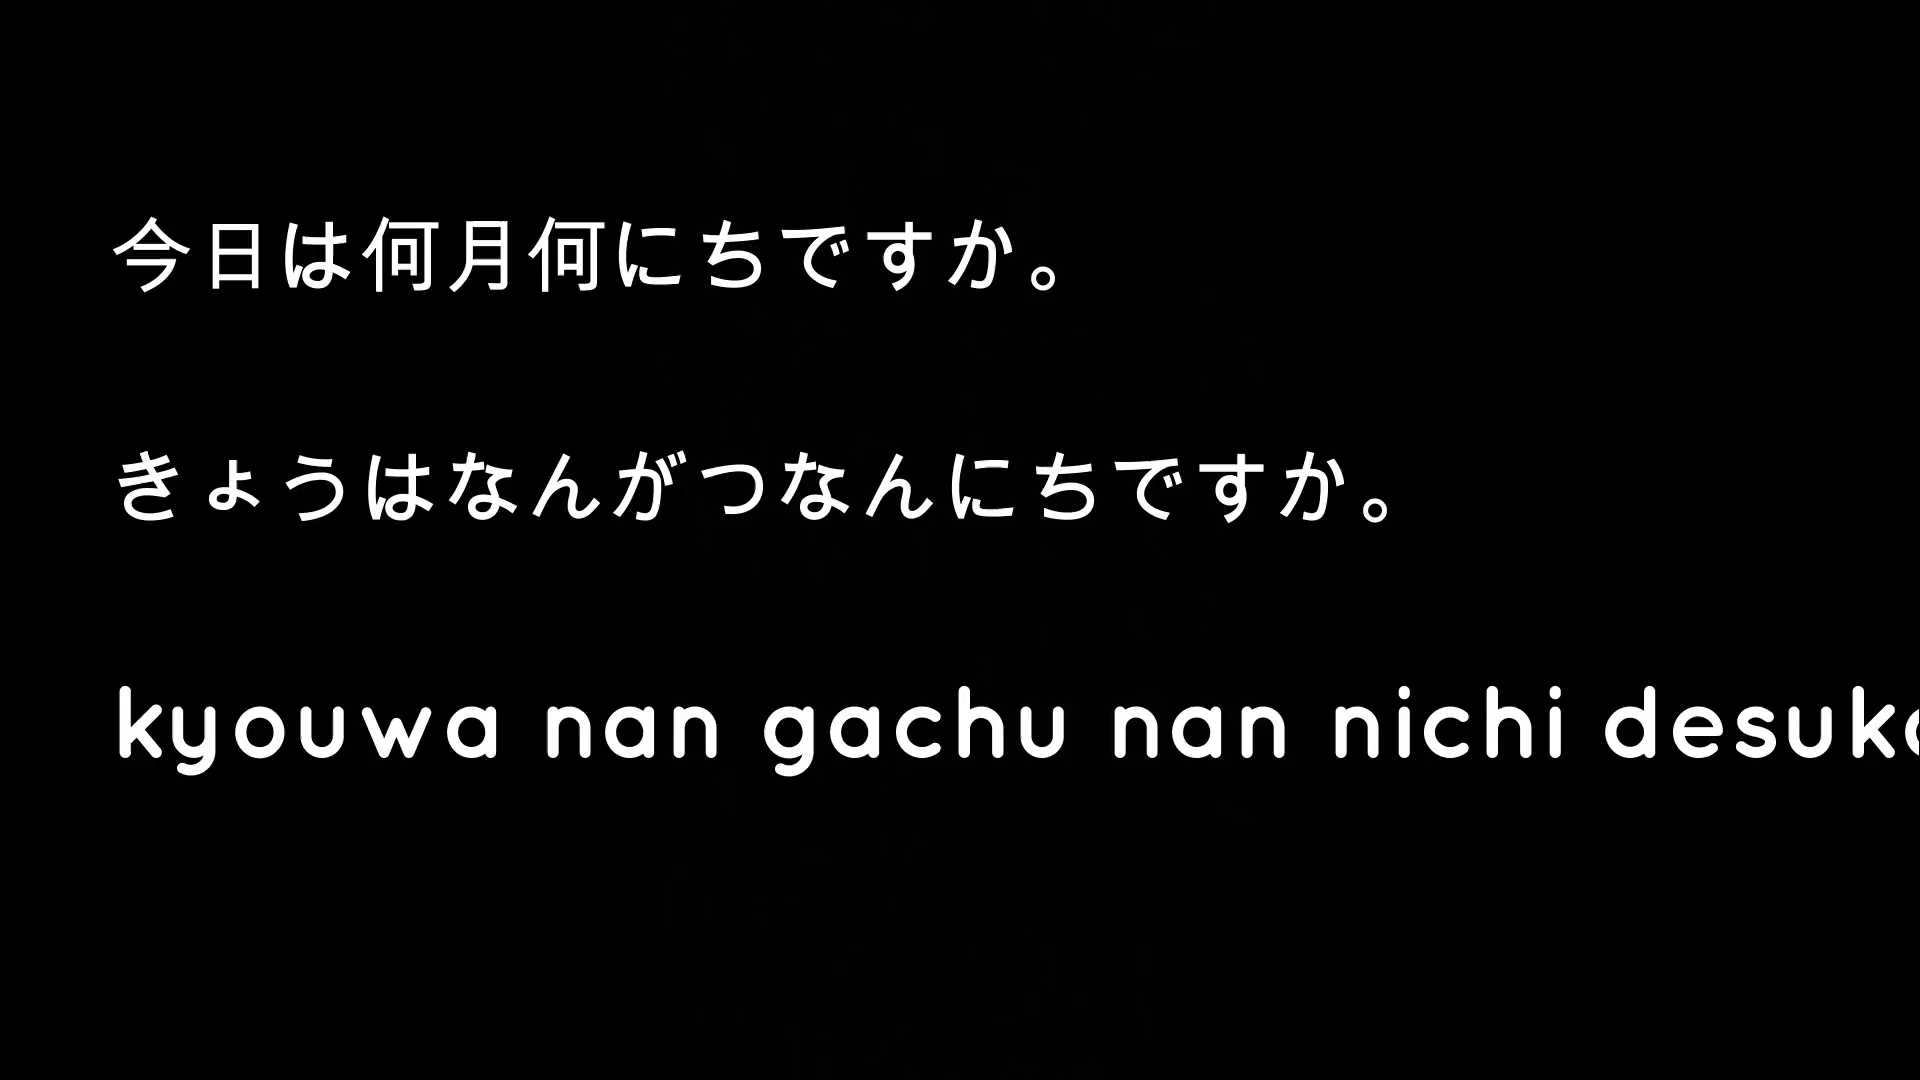 今日は何月何にちですか。
きょうはなんがつなんにちですか。
kyouwa nan gachu nan nichi desuk